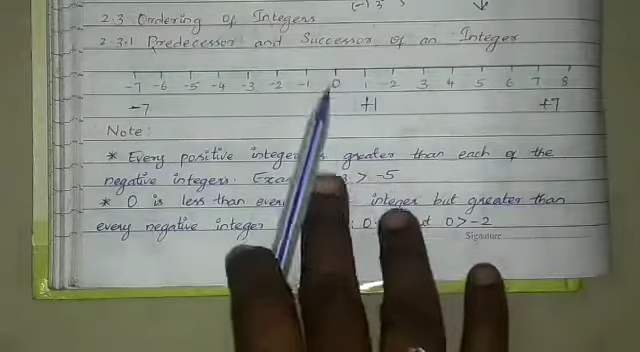 2.3 Ordering of Integers
2.3.1 Predecessor and Successor of an Integer
-7 -6 -5 -4 -3 -2 -1 0 1 2 3 4 5 6 7 8
-7 +1 +7
Note:
* Every positive integer is greater than each of the
negative integers. > -5
* 0 is less than integer but greater than
every negative integer 0 > -2
Signature